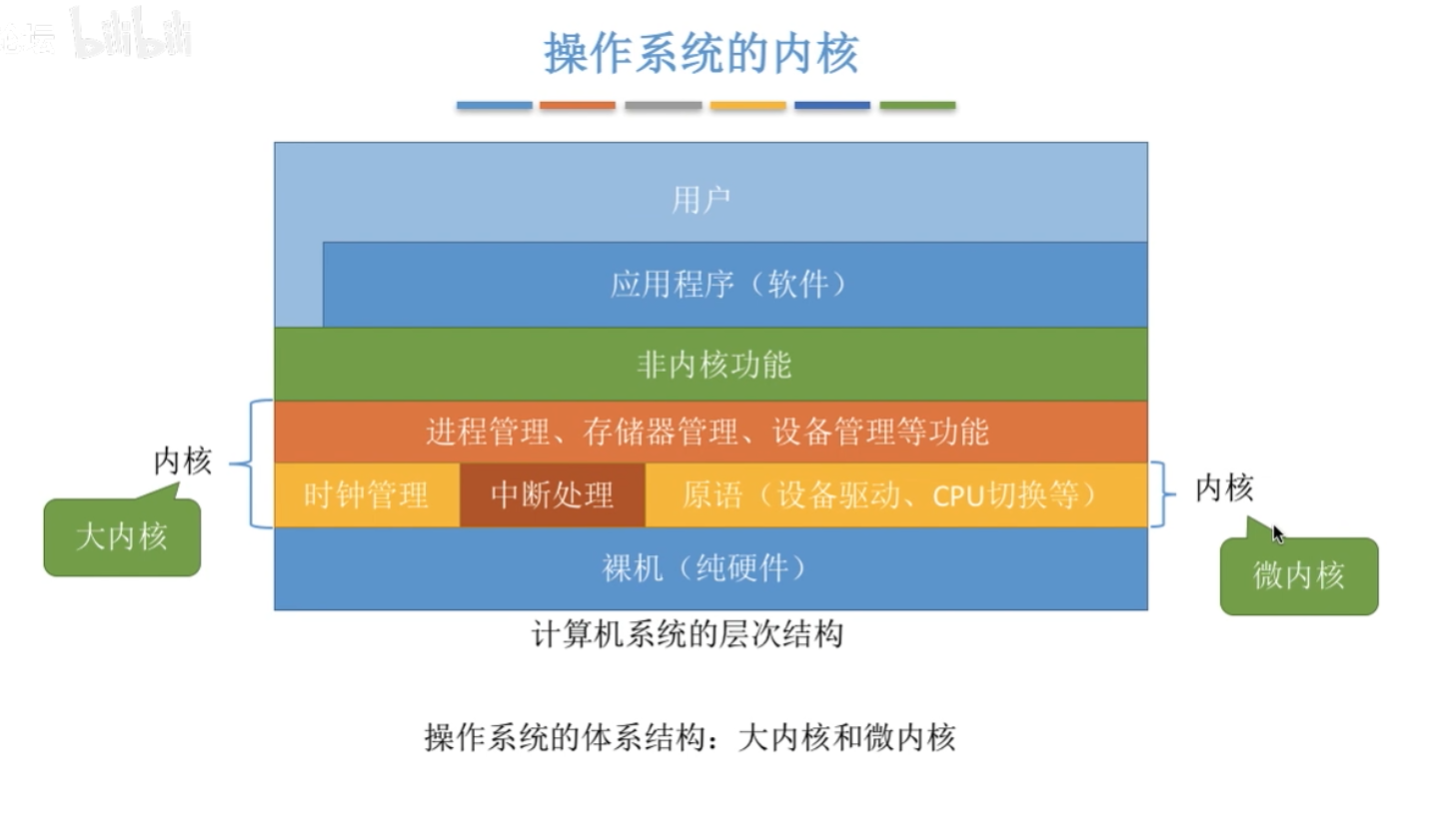 bilibili
操作系统的内核
用户
应用程序（软件）
非内核功能
进程管理、存储器管理、设备管理等功能
内核
时钟管理
中断处理
原语（设备驱动、CPU切换等）
内核
大内核
裸机（纯硬件）
微内核
计算机系统的层次结构
操作系统的体系结构：大内核和微内核